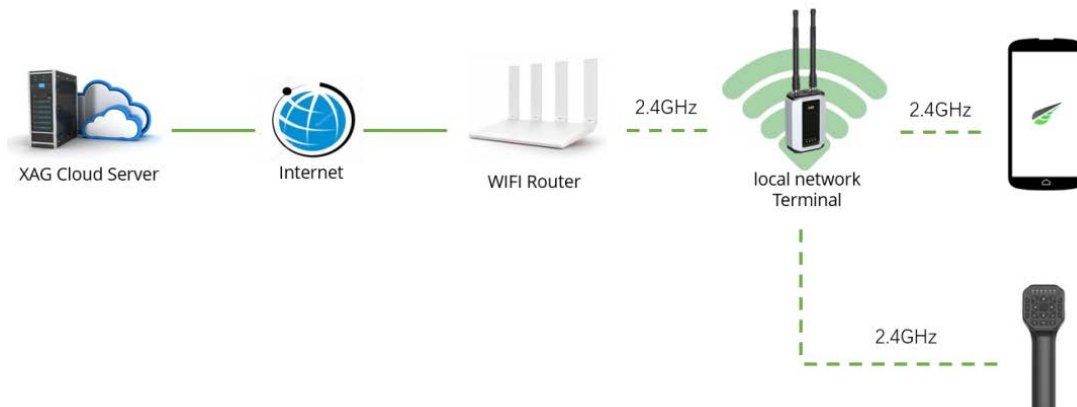 2.4GHz
2.4GHz
XAG Cloud Server
Internet
WIFI Router
local network
Terminal
2.4GHz